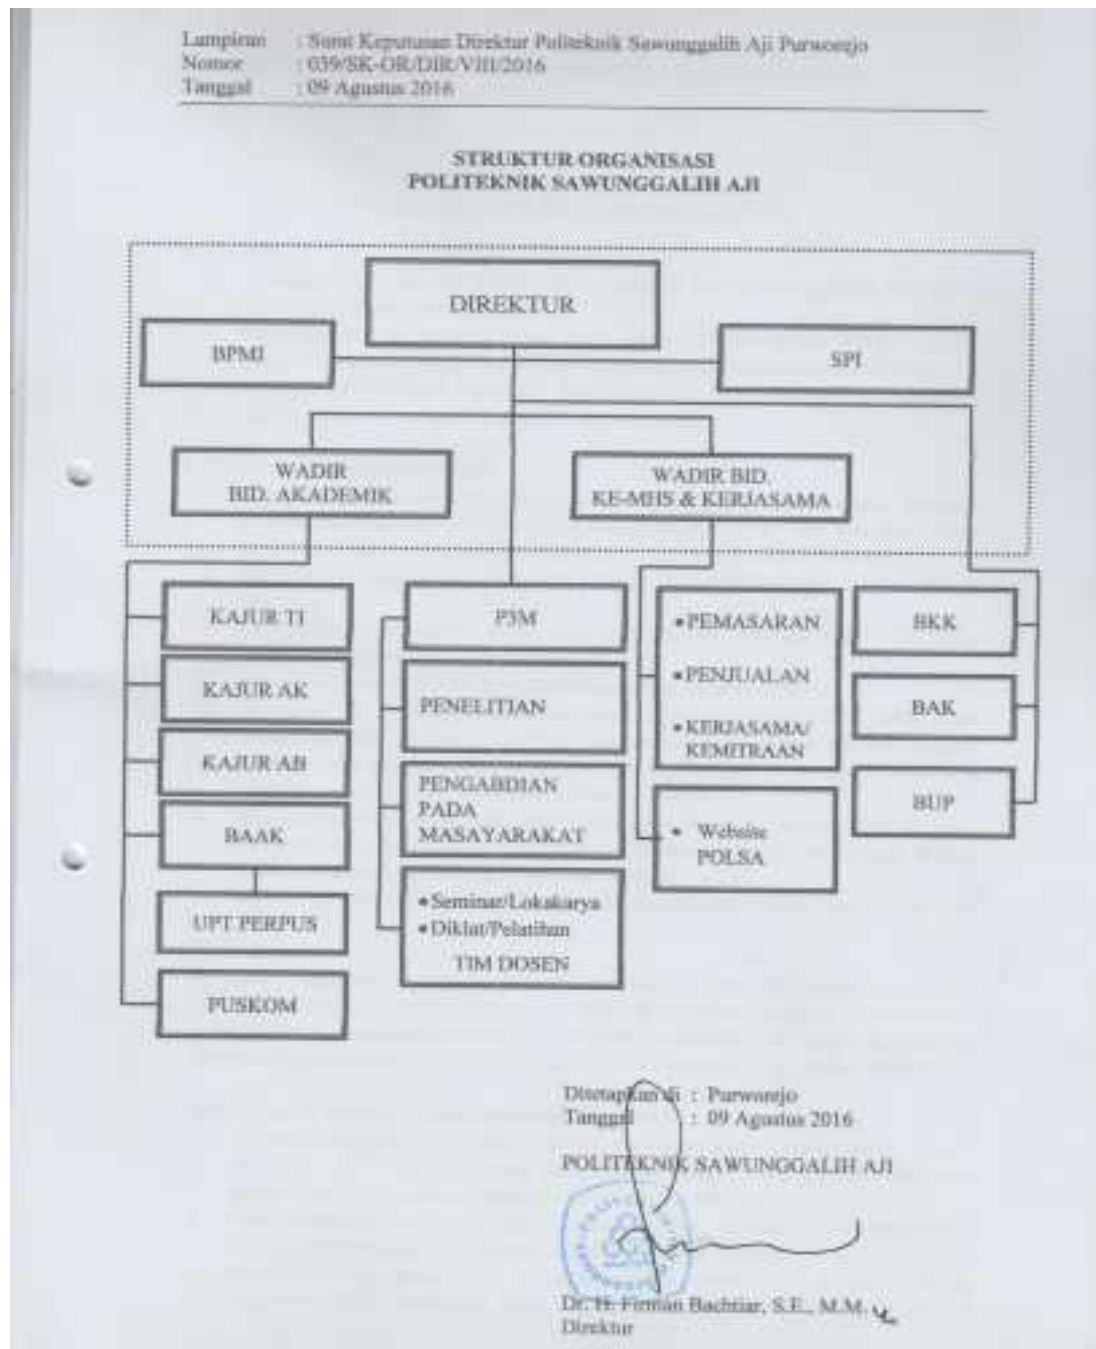 Lampiran : Surat Keputusan Direktur Politeknik Sawunggalih Aji Purworejo
Nomor : 039/SK-OR/DIR/VIII/2016
Tanggal : 09 Agustus 2016
STRUKTUR ORGANISASI
POLITEKNIK SAWUNGGALIH AJI
DIREKTUR
BPMI
SPI
WADIR
BID. AKADEMIK
WADIR BID.
KE-MHS & KERJASAMA
KAJUR TI
KAJUR AK
KAJUR AB
BAAK
UPT PERPUS
PUSKOM
P3M
PENELITIAN
PENGABDIAN
PADA
MASAYARAKAT
• Seminar/Lokakarya
• Diklat/Pelatihan
TIM DOSEN
• PEMASARAN
• PENJUALAN
• KERJASAMA/
KEMITRAAN
• Website
POLSA
BKK
BAK
BUP
Ditetapkan di : Purworejo
Tanggal : 09 Agustus 2016
POLITEKNIK SAWUNGGALIH AJI
Dr. H. Firman Bachtiar, S.E., M.M.
Direktur